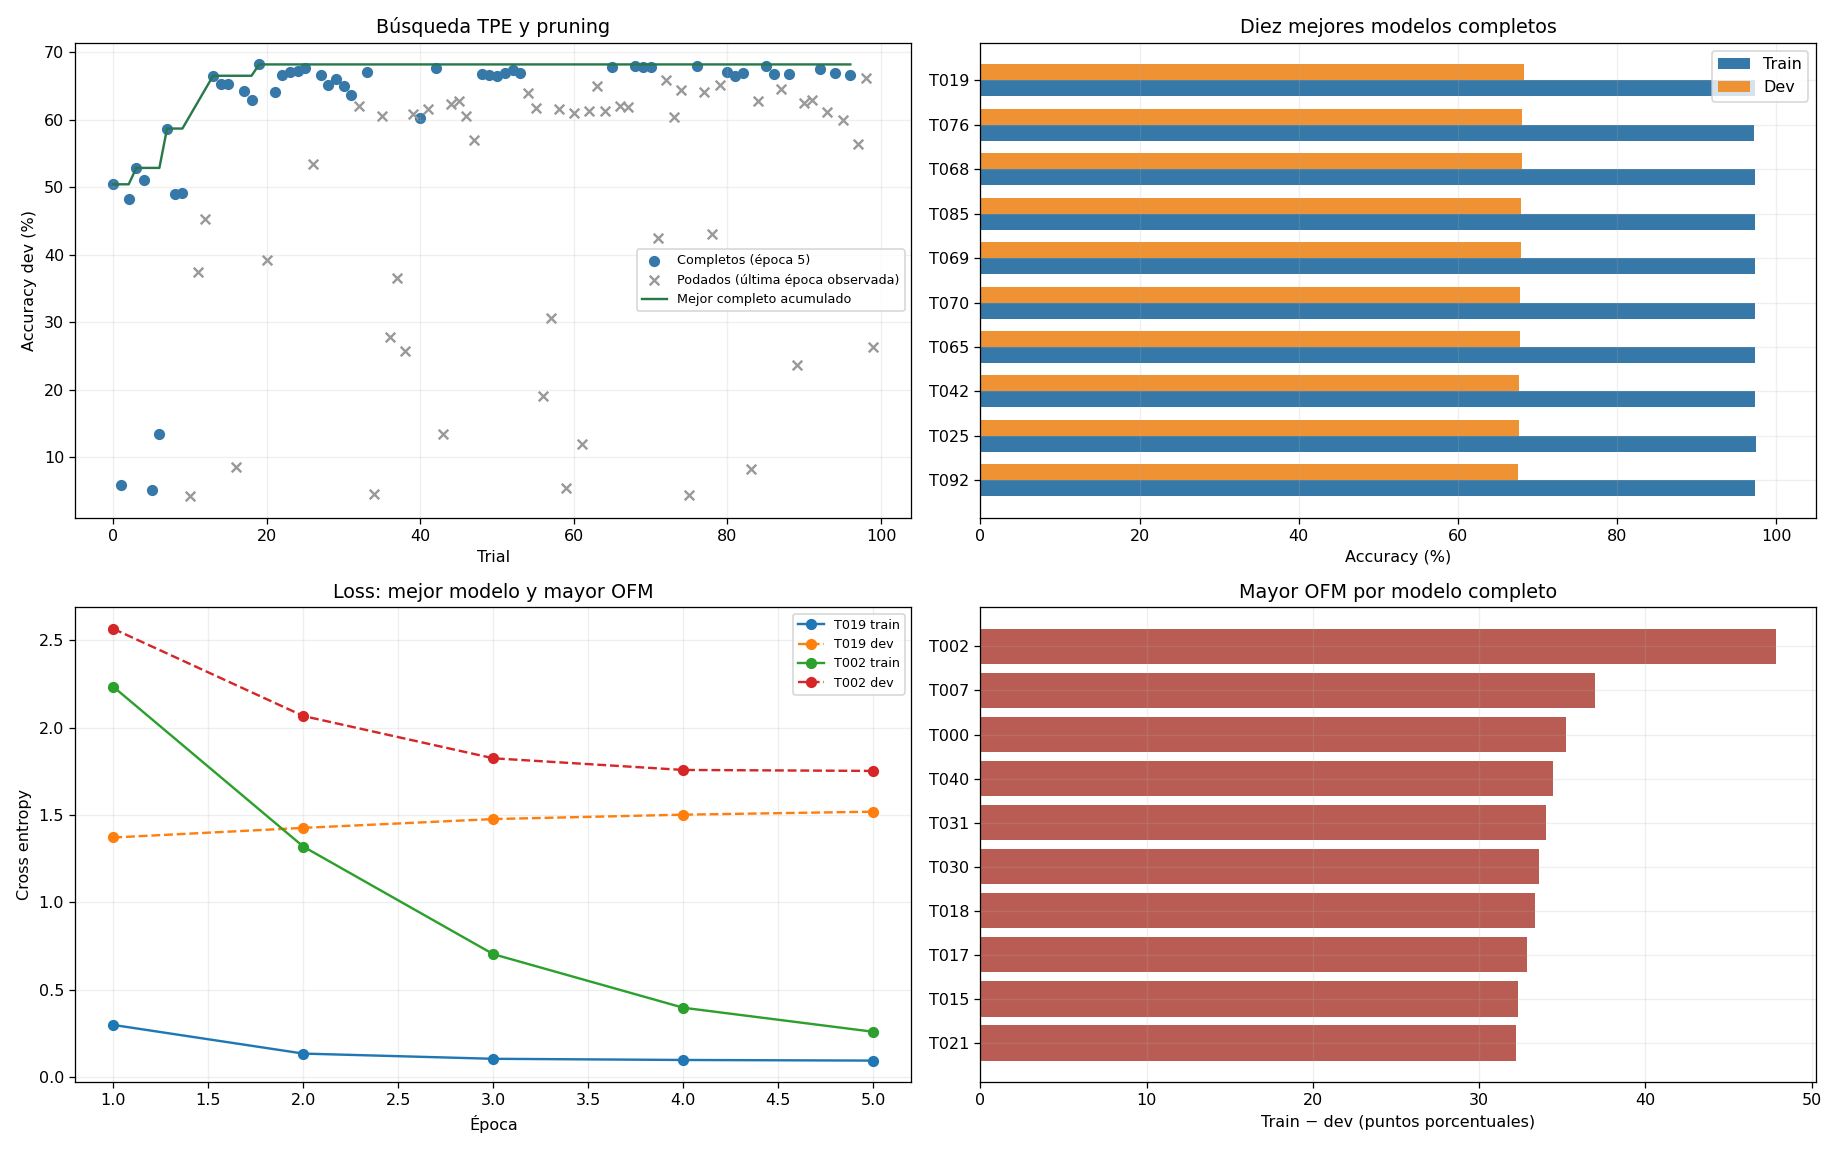 Búsqueda TPE y pruning
70
60
50
40
30
20
10
Accuracy dev (%)
Completos (época 5)
Podados (última época observada)
Mejor completo acumulado
0 20 40 60 80 100
Trial
Diez mejores modelos completos
Train
Dev
T019
T076
T068
T085
T069
T070
T065
T042
T025
T092
0 20 40 60 80 100
Accuracy (%)
Loss: mejor modelo y mayor OFM
2.5
2.0
1.5
1.0
0.5
0.0
Cross entropy
T019 train
T019 dev
T002 train
T002 dev
1.0 1.5 2.0 2.5 3.0 3.5 4.0 4.5 5.0
Época
Mayor OFM por modelo completo
T002
T007
T000
T040
T031
T030
T018
T017
T015
T021
0 10 20 30 40 50
Train − dev (puntos porcentuales)